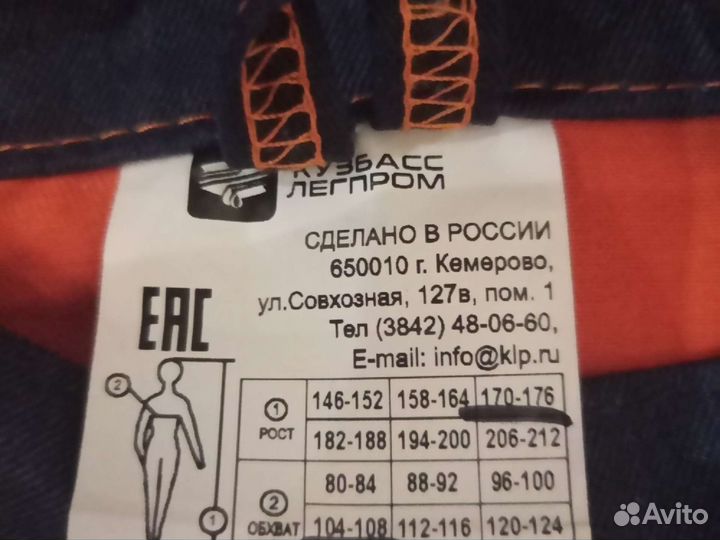 КУЗБАСС
ЛЕГПРОМ
СДЕЛАНО В РОССИИ
650010 г. Кемерово,
ул.Совхозная, 127в, пом. 1
Тел (3842) 48-06-60,
E-mail: info@klp.ru
EAC
2
1
1 РОСТ
146-152 158-164 170-176
182-188 194-200 206-212
2 ОБХВАТ
80-84 88-92 96-100
104-108 112-116 120-124
Avito